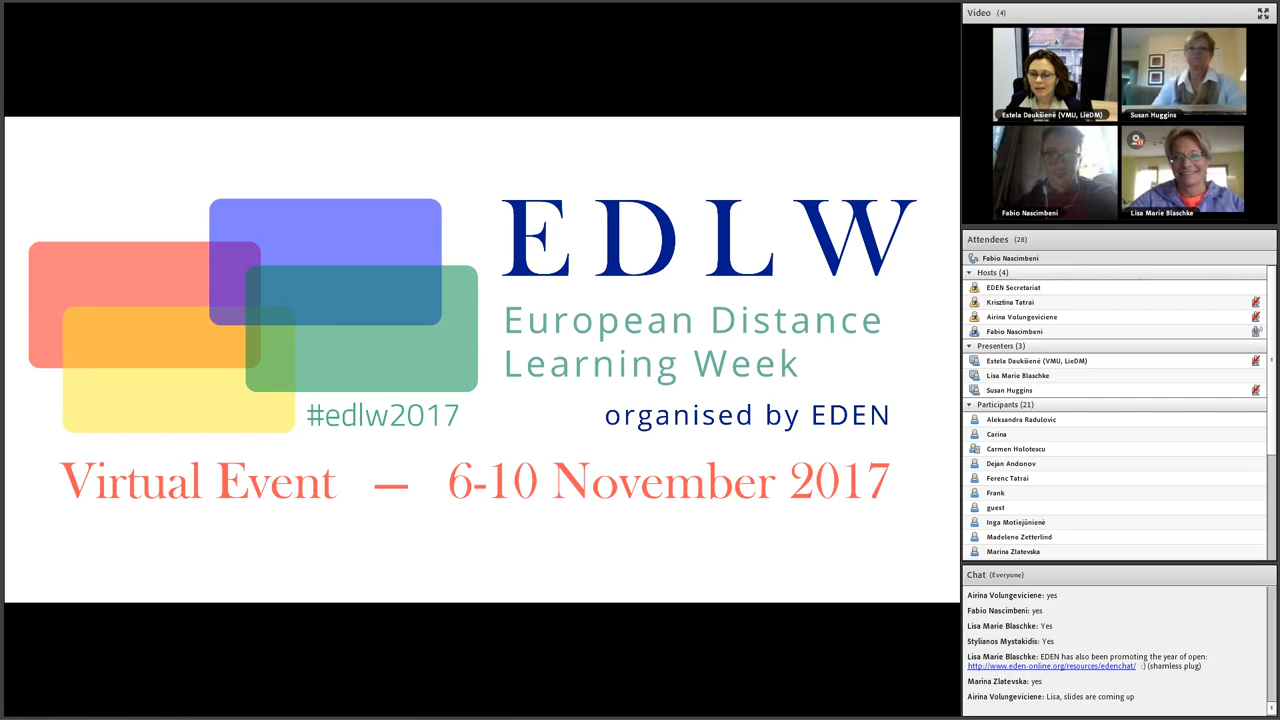 E D L W
European Distance
Learning Week
#edlw2017
organised by EDEN
Virtual Event — 6-10 November 2017
Video (4)
Estela Daukšienė (VMU, LieDM)
Susan Huggins
Fabio Nascimbeni
Lisa Marie Blaschke
Attendees (28)
Fabio Nascimbeni
Hosts (4)
EDEN Secretariat
Krisztina Tatrai
Airina Volungeviciene
Fabio Nascimbeni
Presenters (3)
Estela Daukšienė (VMU, LieDM)
Lisa Marie Blaschke
Susan Huggins
Participants (21)
Aleksandra Radulovic
Carina
Carmen Holotescu
Dejan Andonov
Ferenc Tatrai
Frank
guest
Inga Motiejūnienė
Madelene Zetterlind
Marina Zlatevska
Chat (Everyone)
Airina Volungeviciene: yes
Fabio Nascimbeni: yes
Lisa Marie Blaschke: Yes
Stylianos Mystakidis: Yes
Lisa Marie Blaschke: EDEN has also been promoting the year of open:
http://www.eden-online.org/resources/edenchat/ :) (shamless plug)
Marina Zlatevska: yes
Airina Volungeviciene: Lisa, slides are coming up